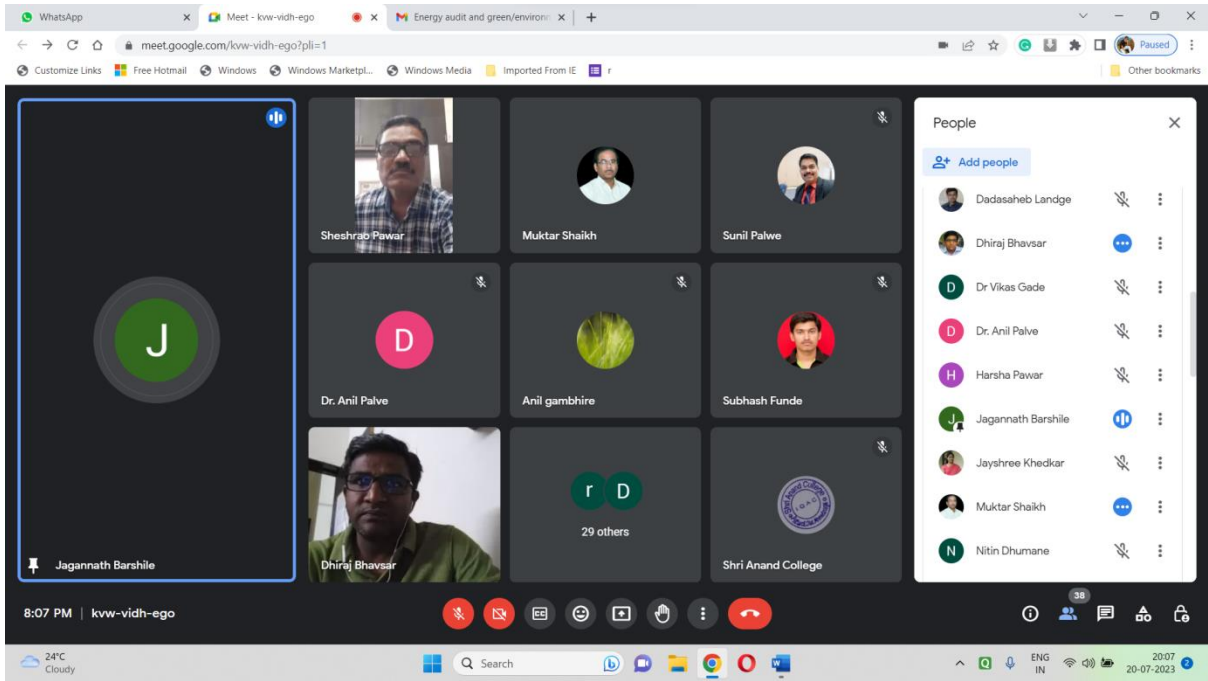 WhatsApp
Meet - kvw-vidh-ego
Energy audit and green/environm
meet.google.com/kvw-vidh-ego?pli=1
Paused
Customize Links
Free Hotmail
Windows
Windows Marketpl...
Windows Media
Imported From IE
r
Other bookmarks
J
Jagannath Barshile
Sheshrao Pawar
Muktar Shaikh
Sunil Palwe
D
Dr. Anil Palve
Anil gambhire
Subhash Funde
Dhiraj Bhavsar
r D
29 others
Shri Anand College
People
Add people
Dadasaheb Landge
Dhiraj Bhavsar
D Dr Vikas Gade
D Dr. Anil Palve
H Harsha Pawar
J Jagannath Barshile
Jayshree Khedkar
Muktar Shaikh
N Nitin Dhumane
8:07 PM | kvw-vidh-ego
38
24°C
Cloudy
Search
ENG
IN
20:07
20-07-2023
2